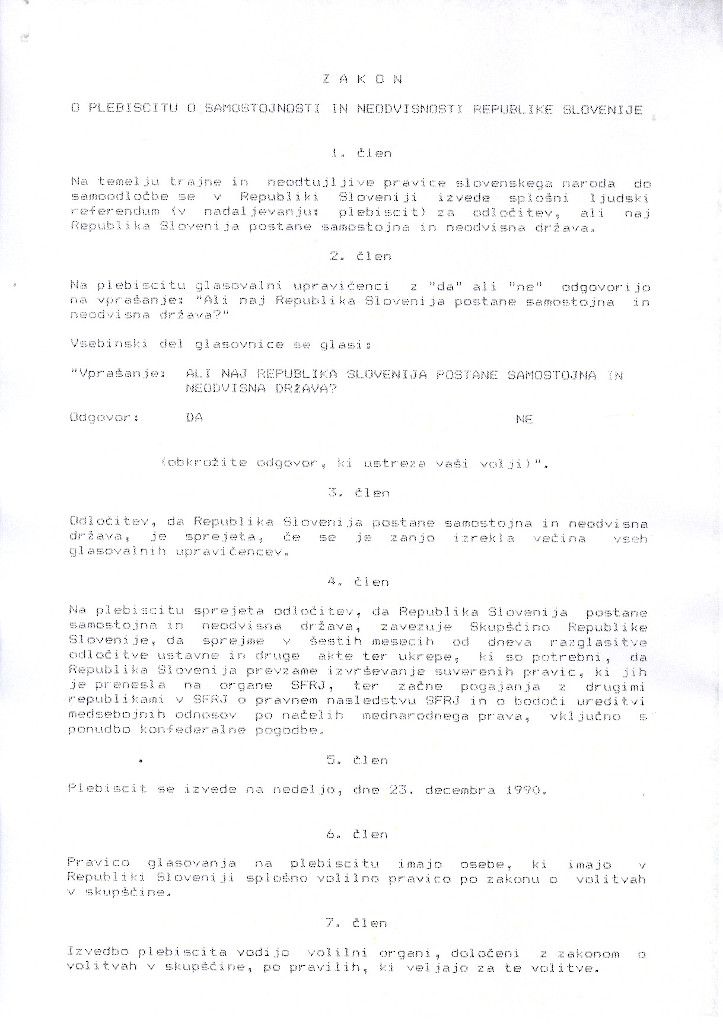 Z A K O N
O PLEBISCITU O SAMOSTOJNOSTI IN NEODVISNOSTI REPUBLIKE SLOVENIJE
1. člen
Na temelju trajne in neodtujljive pravice slovenskega naroda do
samoodločbe se v Republiki Sloveniji izvede splošni ljudski
referendum (v nadaljevanju: plebiscit) za odločitev, ali naj
Republika Slovenija postane samostojna in neodvisna država.
2. člen
Na plebiscitu glasovalni upravičenci z "da" ali "ne" odgovorijo
na vprašanje: "Ali naj Republika Slovenija postane samostojna in
neodvisna država?"
Vsebinski del glasovnice se glasi:
"Vprašanje: ALI NAJ REPUBLIKA SLOVENIJA POSTANE SAMOSTOJNA IN
NEODVISNA DRŽAVA?
Odgovor: DA NE
(obkrožite odgovor, ki ustreza vaši volji)".
3. člen
Odločitev, da Republika Slovenija postane samostojna in neodvisna
država, je sprejeta, če se je zanjo izrekla večina vseh
glasovalnih upravičencev.
4. člen
Na plebiscitu sprejeta odločitev, da Republika Slovenija postane
samostojna in neodvisna država, zavezuje Skupščino Republike
Slovenije, da sprejme v šestih mesecih od dneva razglasitve
odločitve ustavne in druge akte ter ukrepe, ki so potrebni, da
Republika Slovenija prevzame izvrševanje suverenih pravic, ki jih
je prenesla na organe SFRJ, ter začne pogajanja z drugimi
republikami v SFRJ o pravnem nasledstvu SFRJ in o bodoči ureditvi
medsebojnih odnosov po načelih mednarodnega prava, vključno s
ponudbo konfederalne pogodbe.
5. člen
Plebiscit se izvede na nedeljo, dne 23. decembra 1990.
6. člen
Pravico glasovanja na plebiscitu imajo osebe, ki imajo v
Republiki Sloveniji splošno volilno pravico po zakonu o volitvah
v skupščine.
7. člen
Izvedbo plebiscita vodijo volilni organi, določeni z zakonom o
volitvah v skupščine, po pravilih, ki veljajo za te volitve.